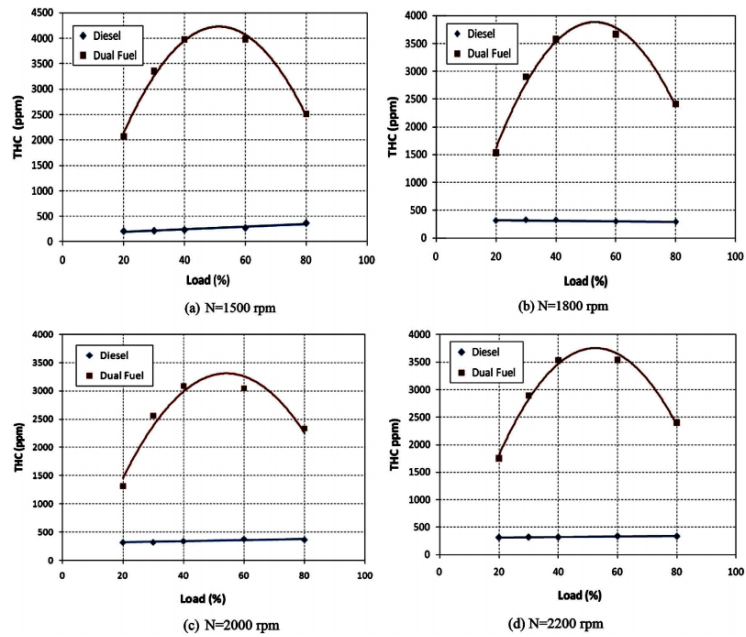 4500
4000
3500
3000
2500
2000
1500
1000
500
0
THC (ppm)
Diesel
Dual Fuel
0 20 40 60 80 100
Load (%)
(a) N=1500 rpm
4000
3500
3000
2500
2000
1500
1000
500
0
THC (ppm)
Diesel
Dual Fuel
0 20 40 60 80 100
Load (%)
(b) N=1800 rpm
4000
3500
3000
2500
2000
1500
1000
500
0
THC (ppm)
Diesel
Dual Fuel
0 20 40 60 80 100
Load (%)
(c) N=2000 rpm
4000
3500
3000
2500
2000
1500
1000
500
0
THC (ppm)
Diesel
Dual Fuel
0 20 40 60 80 100
Load (%)
(d) N=2200 rpm